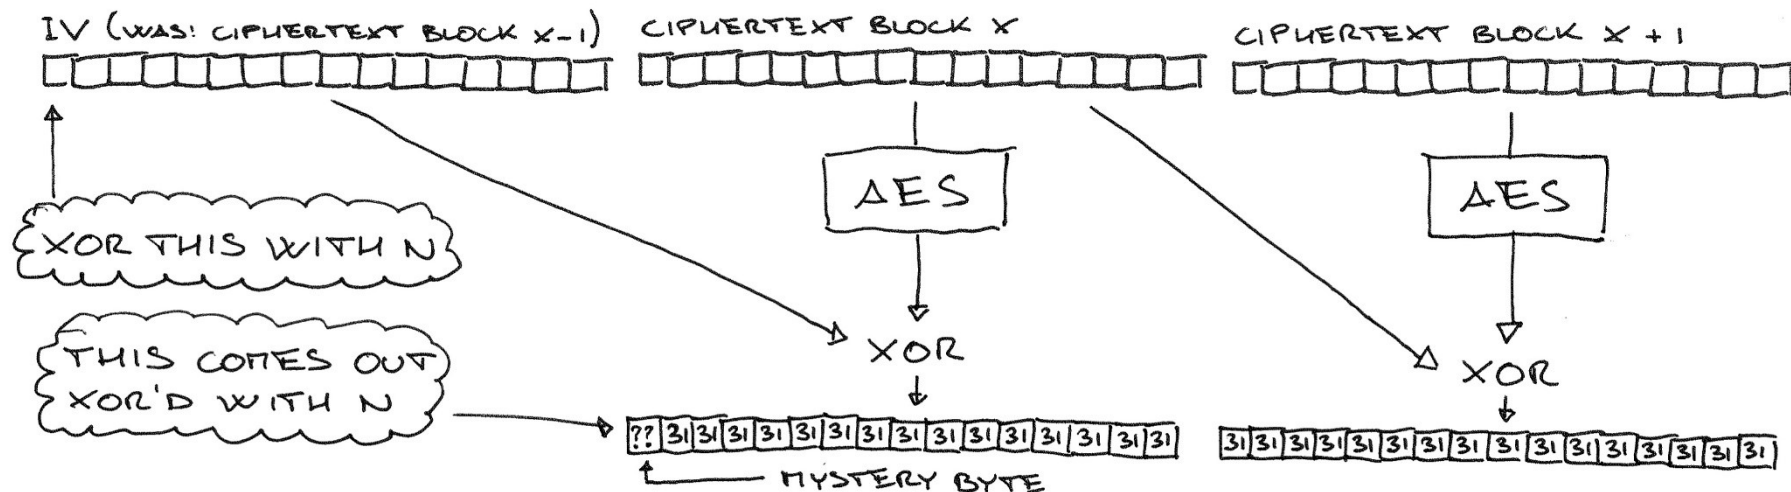 IV (WAS: CIPHERTEXT BLOCK X-1)
CIPHERTEXT BLOCK X
CIPHERTEXT BLOCK X + 1
XOR THIS WITH N
AES
AES
THIS COMES OUT
XOR'D WITH N
XOR
XOR
?? 31 31 31 31 31 31 31 31 31 31 31 31 31 31 31
31 31 31 31 31 31 31 31 31 31 31 31 31 31 31 31
MYSTERY BYTE